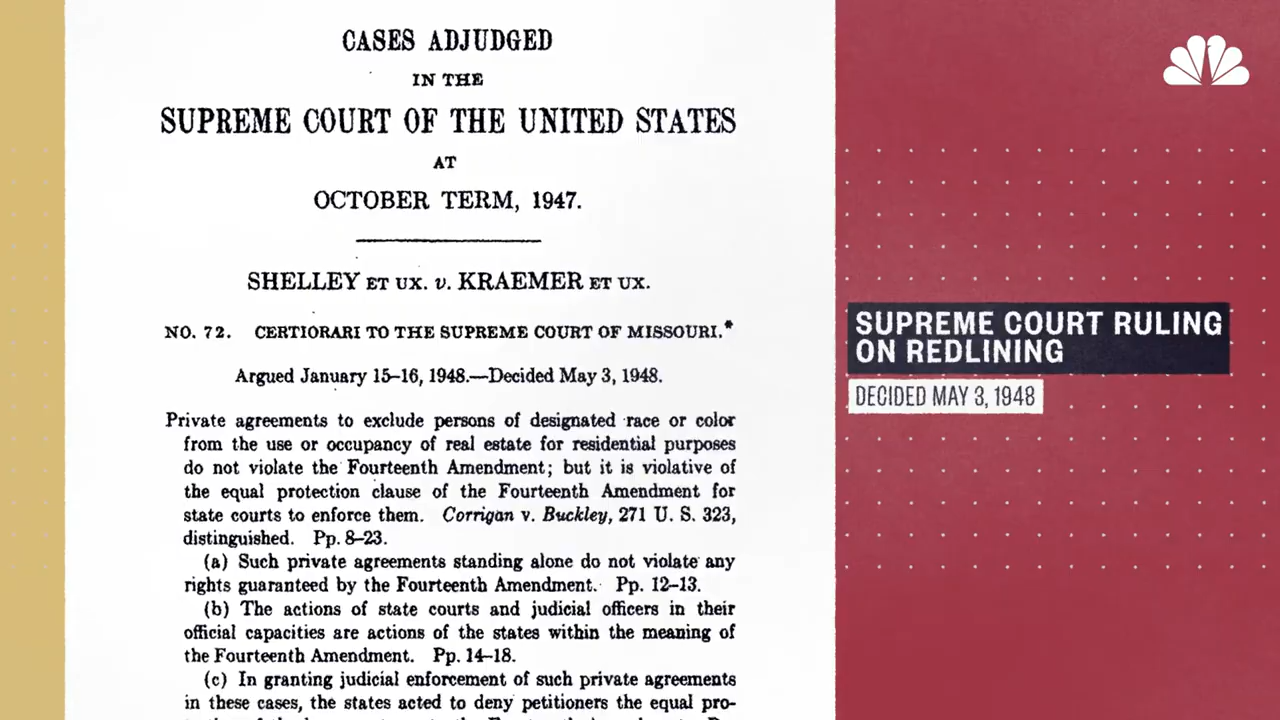 CASES ADJUDGED
IN THE
SUPREME COURT OF THE UNITED STATES
AT
OCTOBER TERM, 1947.
SHELLEY ET UX. v. KRAEMER ET UX.
NO. 72. CERTIORARI TO THE SUPREME COURT OF MISSOURI.*
Argued January 15–16, 1948.—Decided May 3, 1948.
Private agreements to exclude persons of designated race or color
from the use or occupancy of real estate for residential purposes
do not violate the Fourteenth Amendment; but it is violative of
the equal protection clause of the Fourteenth Amendment for
state courts to enforce them. Corrigan v. Buckley, 271 U. S. 323,
distinguished. Pp. 8–23.
(a) Such private agreements standing alone do not violate any
rights guaranteed by the Fourteenth Amendment. Pp. 12–13.
(b) The actions of state courts and judicial officers in their
official capacities are actions of the states within the meaning of
the Fourteenth Amendment. Pp. 14–18.
(c) In granting judicial enforcement of such private agreements
in these cases, the states acted to deny petitioners the equal pro-
SUPREME COURT RULING
ON REDLINING
DECIDED MAY 3, 1948